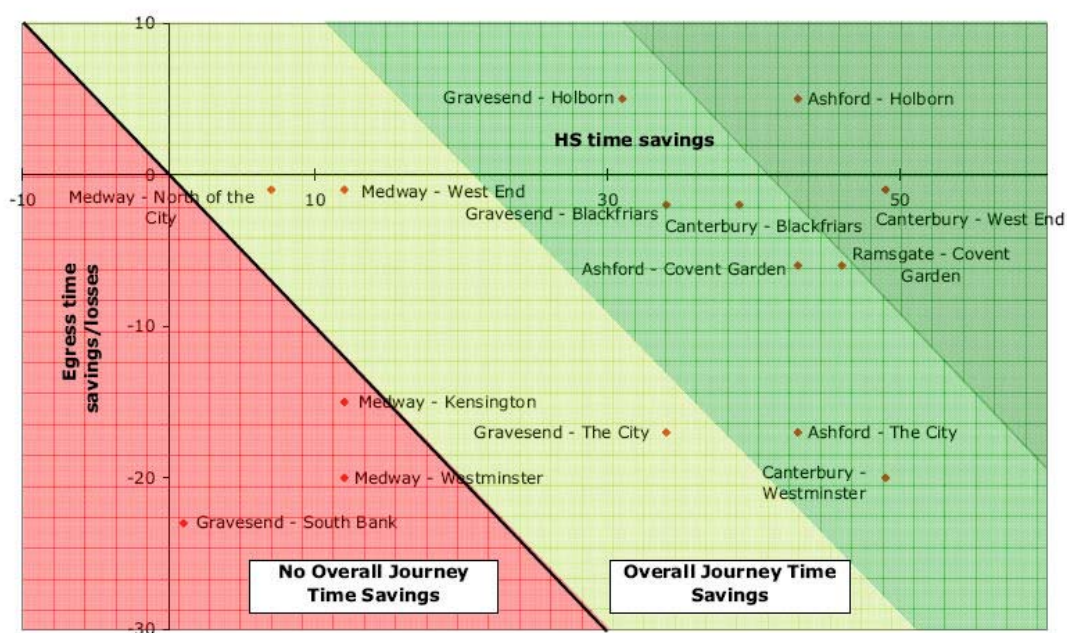 10
Gravesend - Holborn
Ashford - Holborn
HS time savings
0
-10
10
30
50
Medway - North of the
City
Medway - West End
Gravesend - Blackfriars
Canterbury - Blackfriars
Canterbury - West End
Ashford - Covent Garden
Ramsgate - Covent
Garden
Egress time
savings/losses
-10
Medway - Kensington
Gravesend - The City
Ashford - The City
-20
Medway - Westminster
Canterbury -
Westminster
Gravesend - South Bank
No Overall Journey
Time Savings
Overall Journey Time
Savings
-30